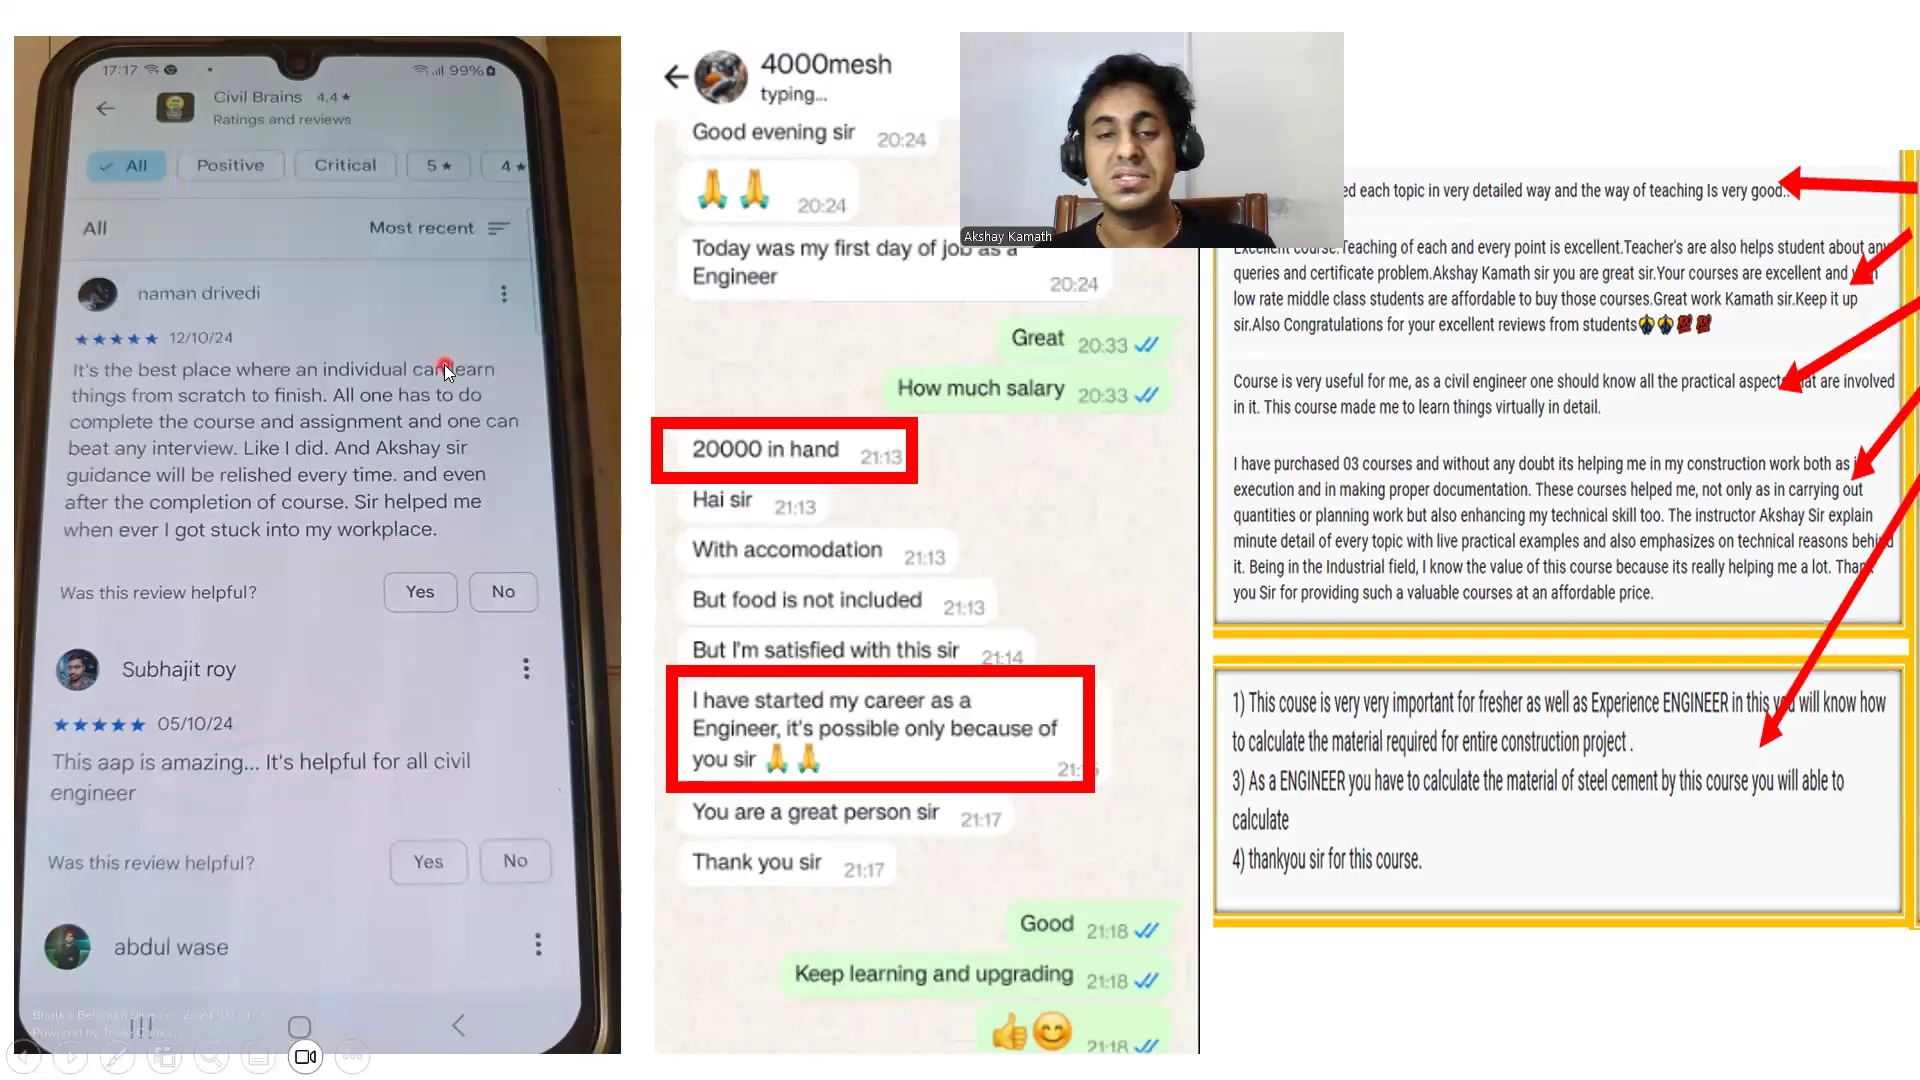 17:17
99%
Civil Brains 4.4★
Ratings and reviews
✓ All
Positive
Critical
5★
4★
All
Most recent
naman drivedi
★★★★★ 12/10/24
It's the best place where an individual can learn
things from scratch to finish. All one has to do
complete the course and assignment and one can
beat any interview. Like I did. And Akshay sir
guidance will be relished every time. and even
after the completion of course. Sir helped me
when ever I got stuck into my workplace.
Was this review helpful?
Yes
No
Subhajit roy
★★★★★ 05/10/24
This aap is amazing... It's helpful for all civil
engineer
Was this review helpful?
Yes
No
abdul wase
4000mesh
typing...
Good evening sir 20:24
🙏🙏 20:24
Today was my first day of job as a
Engineer 20:24
Great 20:33
How much salary 20:33
20000 in hand 21:13
Hai sir 21:13
With accomodation 21:13
But food is not included 21:13
But I'm satisfied with this sir 21:14
I have started my career as a
Engineer, it's possible only because of
you sir 🙏🙏
You are a great person sir 21:17
Thank you sir 21:17
Good 21:18
Keep learning and upgrading 21:18
👍😊 21:18
Akshay Kamath
each topic in very detailed way and the way of teaching Is very good..
Excellent course.Teaching of each and every point is excellent.Teacher's are also helps student about any
queries and certificate problem.Akshay Kamath sir you are great sir.Your courses are excellent and
low rate middle class students are affordable to buy those courses.Great work Kamath sir.Keep it up
sir.Also Congratulations for your excellent reviews from students
Course is very useful for me, as a civil engineer one should know all the practical aspects that are involved
in it. This course made me to learn things virtually in detail.
I have purchased 03 courses and without any doubt its helping me in my construction work both as
execution and in making proper documentation. These courses helped me, not only as in carrying out
quantities or planning work but also enhancing my technical skill too. The instructor Akshay Sir explain
minute detail of every topic with live practical examples and also emphasizes on technical reasons behind
it. Being in the Industrial field, I know the value of this course because its really helping me a lot. Thank
you Sir for providing such a valuable courses at an affordable price.
1) This couse is very very important for fresher as well as Experience ENGINEER in this you will know how
to calculate the material required for entire construction project .
3) As a ENGINEER you have to calculate the material of steel cement by this course you will able to
calculate
4) thankyou sir for this course.